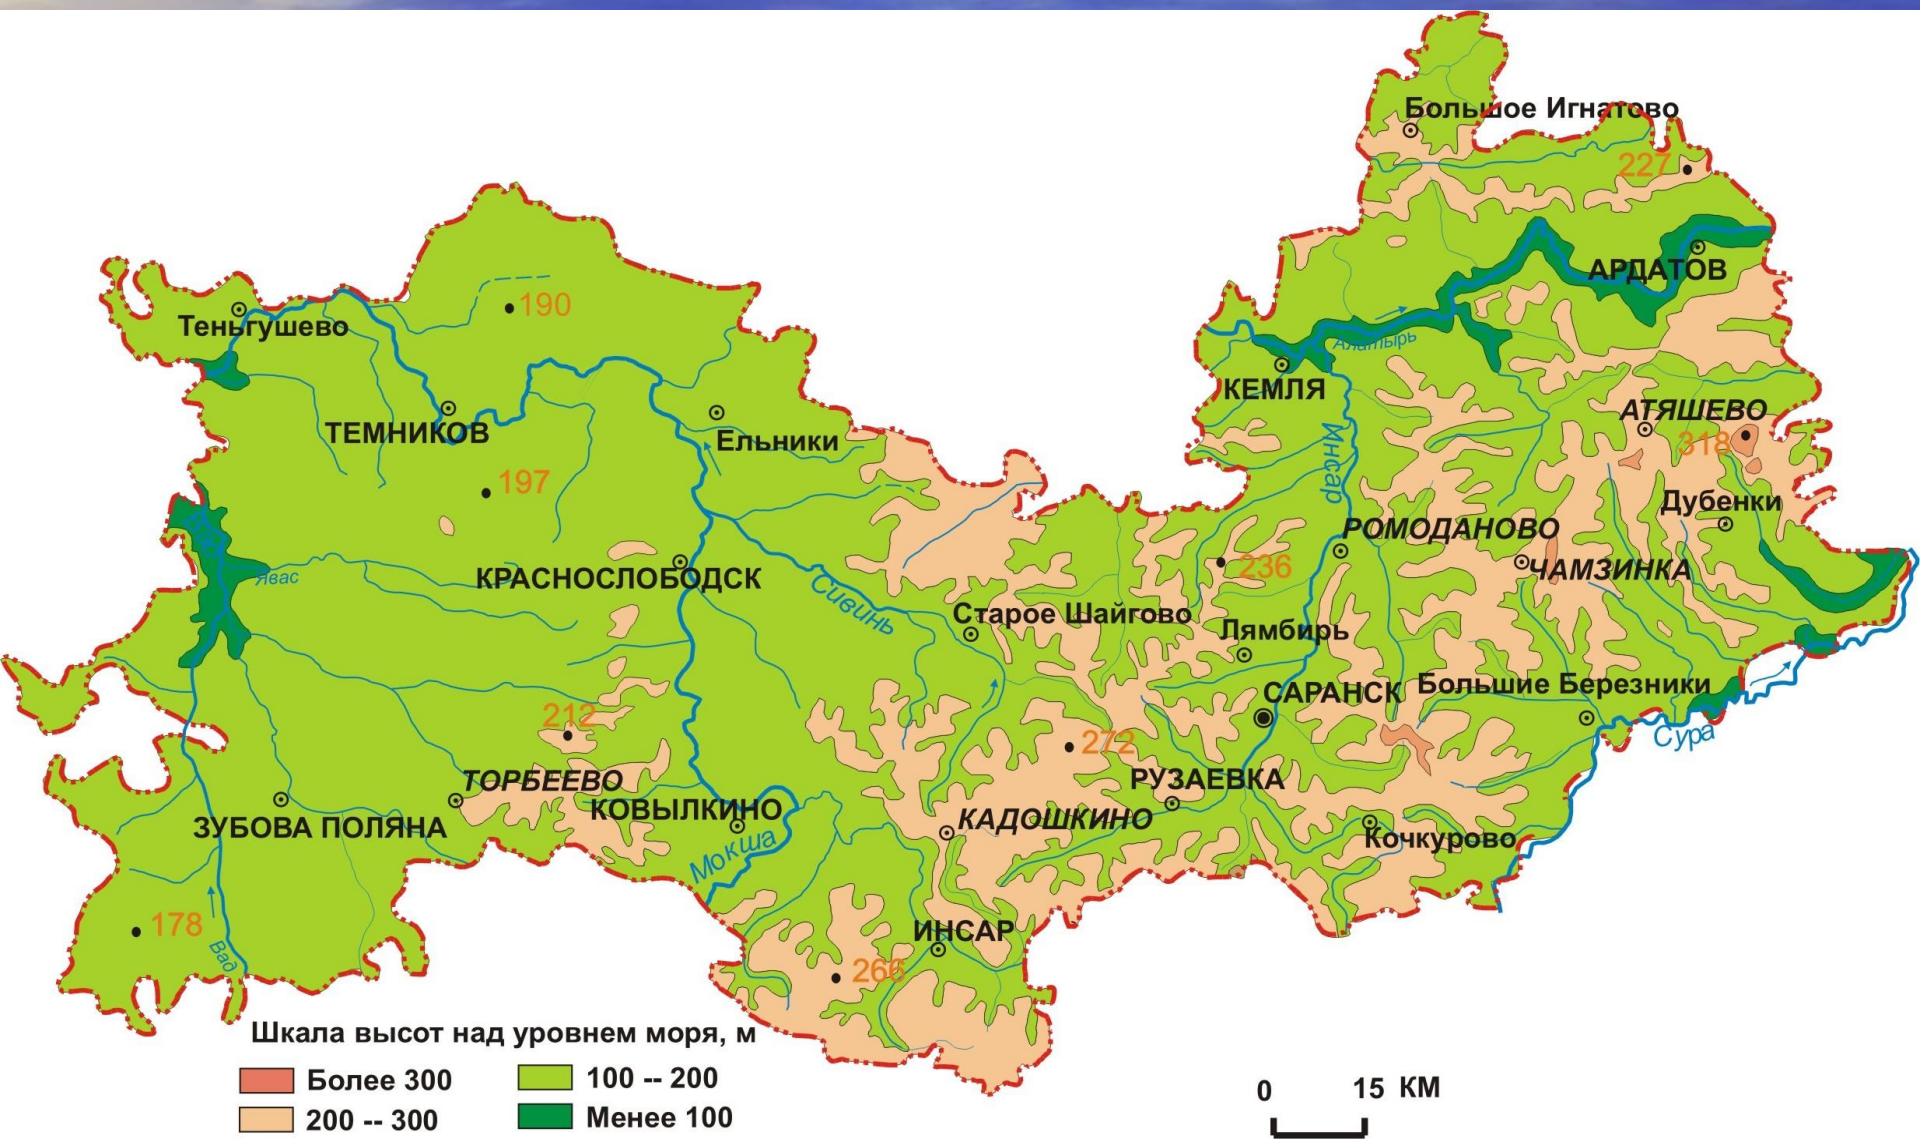 Большое Игнатово
227
АРДАТОВ
190
Теньгушево
Алатырь
КЕМЛЯ
АТЯШЕВО
318
ТЕМНИКОВ
Ельники
Инсар
197
Дубенки
РОМОДАНОВО
236
ЧАМЗИНКА
Явас
КРАСНОСЛОБОДСК
Сивинь
Старое Шайгово
Лямбирь
САРАНСК
Большие Березники
212
272
Сура
ТОРБЕЕВО
РУЗАЕВКА
КОВЫЛКИНО
ЗУБОВА ПОЛЯНА
КАДОШКИНО
Кочкурово
Мокша
178
Вад
ИНСАР
266
Шкала высот над уровнем моря, м
Более 300
100 -- 200
200 -- 300
Менее 100
0 15 КМ